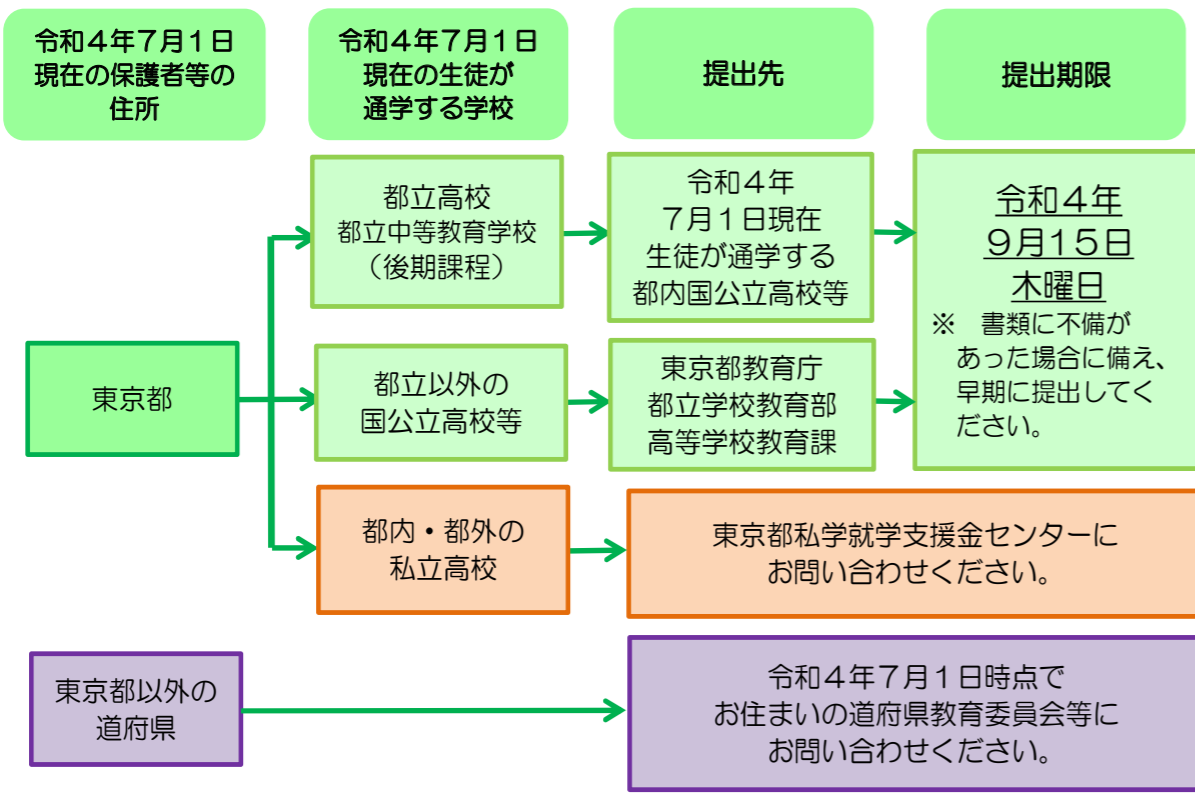 令和４年７月１日
現在の保護者等の
住所
令和４年７月１日
現在の生徒が
通学する学校
提出先
提出期限
東京都
都立高校
都立中等教育学校
（後期課程）
令和４年
７月１日現在
生徒が通学する
都内国公立高校等
令和４年
９月１５日
木曜日
※　書類に不備が
あった場合に備え、
早期に提出してく
ださい。
都立以外の
国公立高校等
東京都教育庁
都立学校教育部
高等学校教育課
都内・都外の
私立高校
東京都私学就学支援金センターに
お問い合わせください。
東京都以外の
道府県
令和４年７月１日時点で
お住まいの道府県教育委員会等に
お問い合わせください。